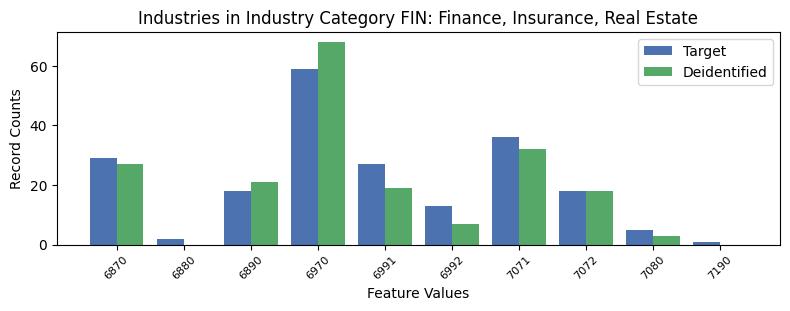 Industries in Industry Category FIN: Finance, Insurance, Real Estate
Target
Deidentified
Record Counts
60
40
20
0
6870
6880
6890
6970
6991
6992
7071
7072
7080
7190
Feature Values